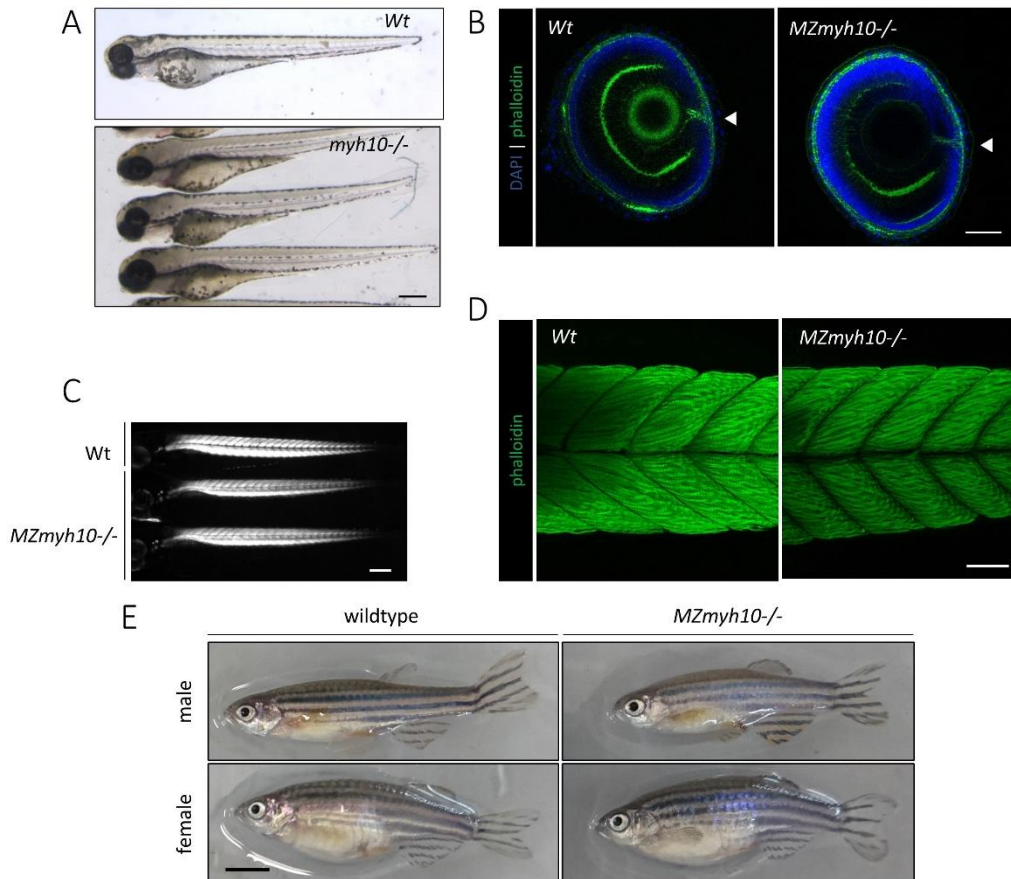 A
Wt
myh10-/-
B
DAPI | phalloidin
Wt
MZmyh10-/-
C
Wt
MZmyh10-/-
D
phalloidin
Wt
MZmyh10-/-
E
wildtype
MZmyh10-/-
male
female